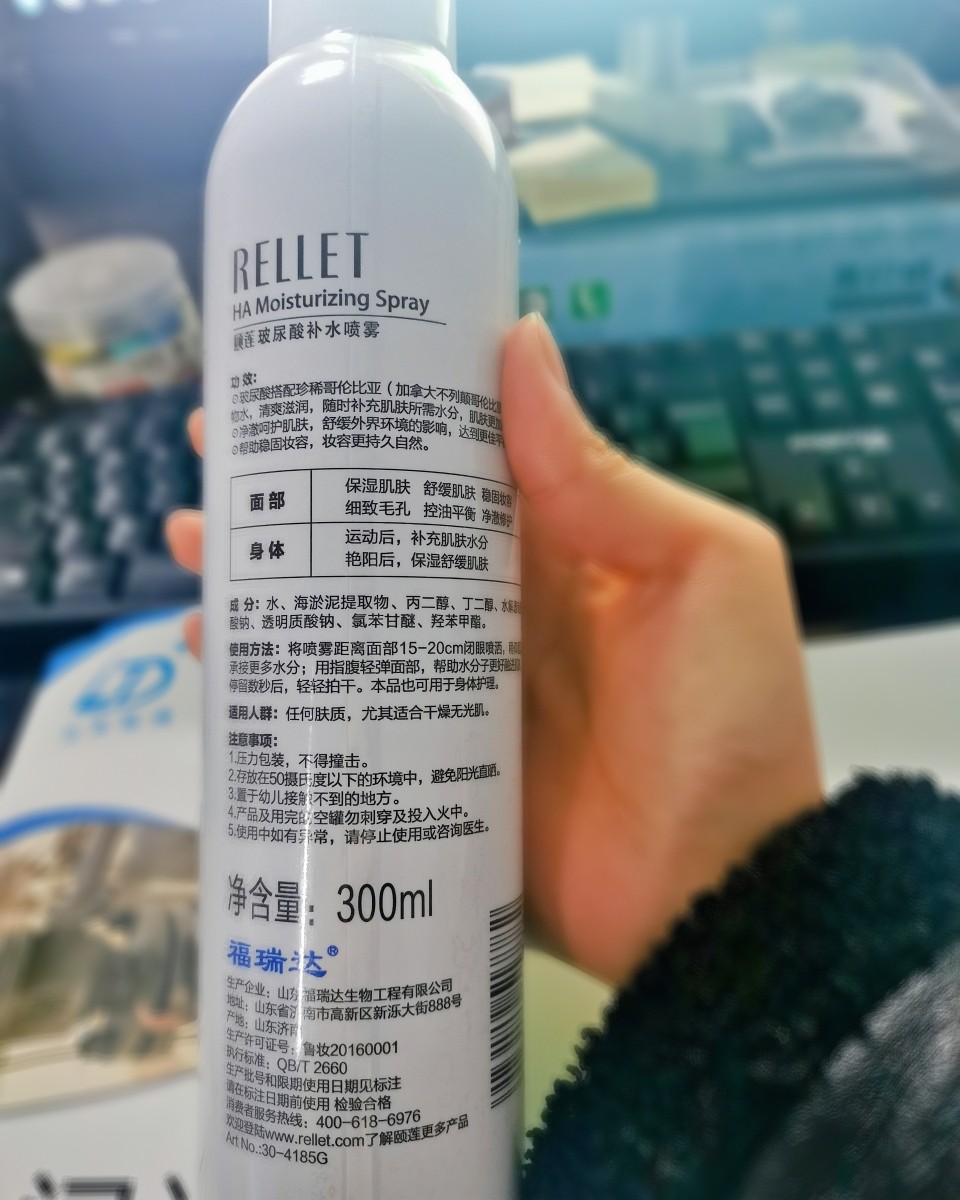 RELLET
HA Moisturizing Spray
颐莲玻尿酸补水喷雾
功 效：
⊙玻尿酸搭配珍稀哥伦比亚（加拿大不列颠哥伦比
物水，清爽滋润，随时补充肌肤所需水分，肌肤更
⊙净澈呵护肌肤，舒缓外界环境的影响，达到更佳平
⊙帮助稳固妆容，妆容更持久自然。
面 部
保湿肌肤 舒缓肌肤 稳固妆容
细致毛孔 控油平衡 净澈修护
身 体
运动后，补充肌肤水分
艳阳后，保湿舒缓肌肤
成 分：水、海淤泥提取物、丙二醇、丁二醇、水解
酸钠、透明质酸钠、氯苯甘醚、羟苯甲酯。
使用方法：将喷雾距离面部15-20cm闭眼喷洒，
承接更多水分；用指腹轻弹面部，帮助水分子更好
停留数秒后，轻轻拍干。本品也可用于身体护理。
适用人群：任何肤质，尤其适合干燥无光肌。
注意事项：
1.压力包装，不得撞击。
2.存放在50摄氏度以下的环境中，避免阳光直晒。
3.置于幼儿接触不到的地方。
4.产品及用完的空罐勿刺穿及投入火中。
5.使用中如有异常，请停止使用或咨询医生。
净含量：300ml
福瑞达®
生产企业：山东福瑞达生物工程有限公司
地址：山东省济南市高新区新泺大街888号
产地：山东济南
生产许可证号：鲁妆20160001
执行标准：QB/T 2660
生产批号和限期使用日期见标注
请在标注日期前使用 检验合格
消费者服务热线：400-618-6976
欢迎登陆www.rellet.com了解颐莲更多产品
Art No.:30-4185G